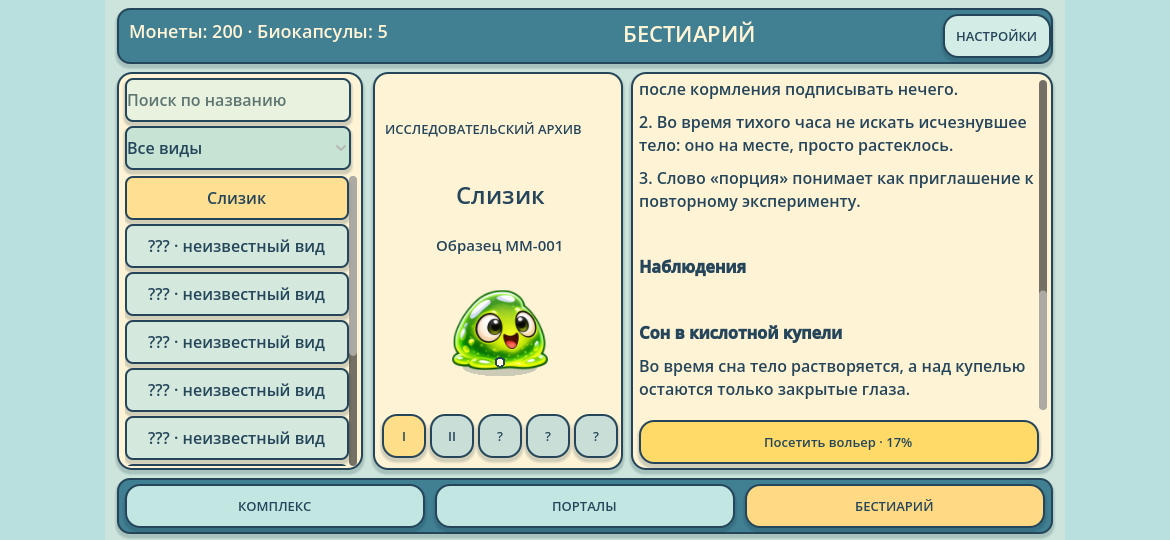 Монеты: 200 · Биокапсулы: 5
БЕСТИАРИЙ
НАСТРОЙКИ
Поиск по названию
Все виды
Слизик
??? · неизвестный вид
??? · неизвестный вид
??? · неизвестный вид
??? · неизвестный вид
??? · неизвестный вид
ИССЛЕДОВАТЕЛЬСКИЙ АРХИВ
Слизик
Образец ММ-001
I
II
?
?
?
после кормления подписывать нечего.
2. Во время тихого часа не искать исчезнувшее
тело: оно на месте, просто растеклось.
3. Слово «порция» понимает как приглашение к
повторному эксперименту.
Наблюдения
Сон в кислотной купели
Во время сна тело растворяется, а над купелью
остаются только закрытые глаза.
Посетить вольер · 17%
КОМПЛЕКС
ПОРТАЛЫ
БЕСТИАРИЙ